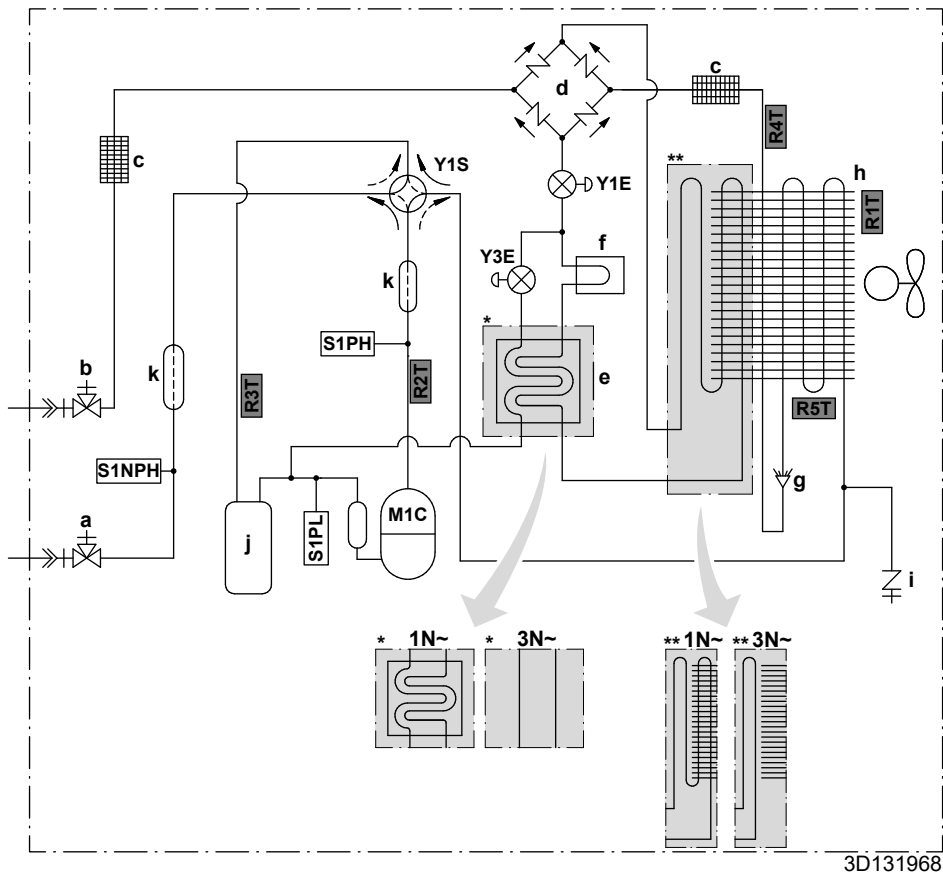 d
c
R4T
**
h
R1T
c
Y1S
Y1E
f
Y3E
k
S1PH
*
e
R2T
R3T
k
b
R5T
S1NPH
g
M1C
a
j
S1PL
i
* 1N~
* 3N~
** 1N~
** 3N~
3D131968